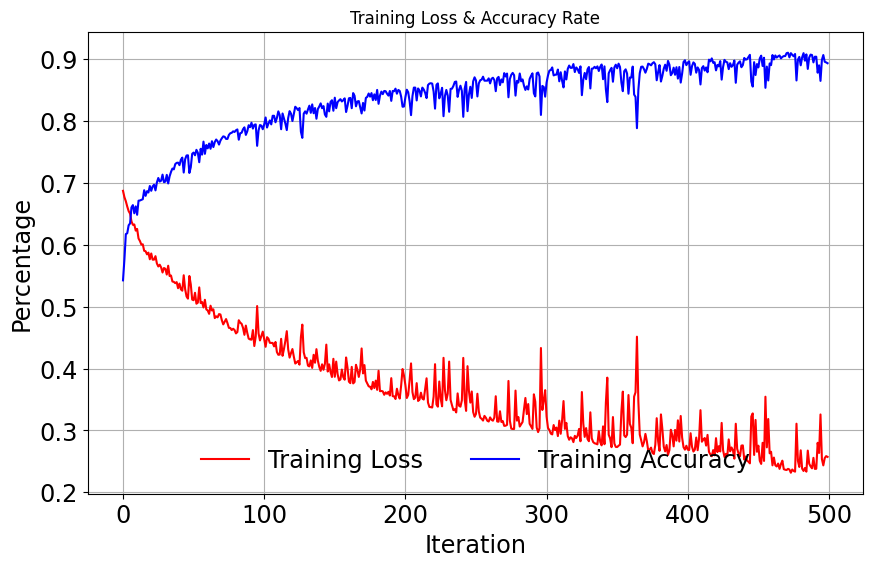 Training Loss & Accuracy Rate
0.9
0.8
0.7
0.6
0.5
0.4
0.3
0.2
Percentage
Training Loss
Training Accuracy
0 100 200 300 400 500
Iteration